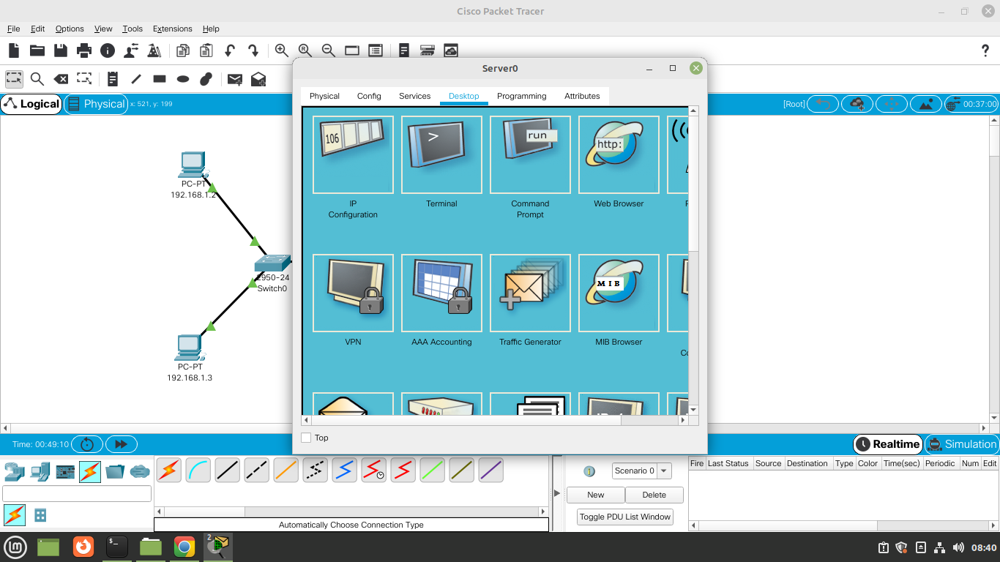 Cisco Packet Tracer
File Edit Options View Tools Extensions Help
?
Server0
Physical Config Services Desktop Programming Attributes
Logical Physical x: 521, y: 199
[Root] 00:37:00
106
>
run
http:
IP
Configuration
Terminal
Command
Prompt
Web Browser
PC-PT
192.168.1.2
2950-24
Switch0
MIB
VPN
AAA Accounting
Traffic Generator
MIB Browser
PC-PT
192.168.1.3
Top
Time: 00:49:10
Realtime Simulation
1
Scenario 0
New Delete
Toggle PDU List Window
Fire Last Status Source Destination Type Color Time(sec) Periodic Num Edit
Automatically Choose Connection Type
2
08:40